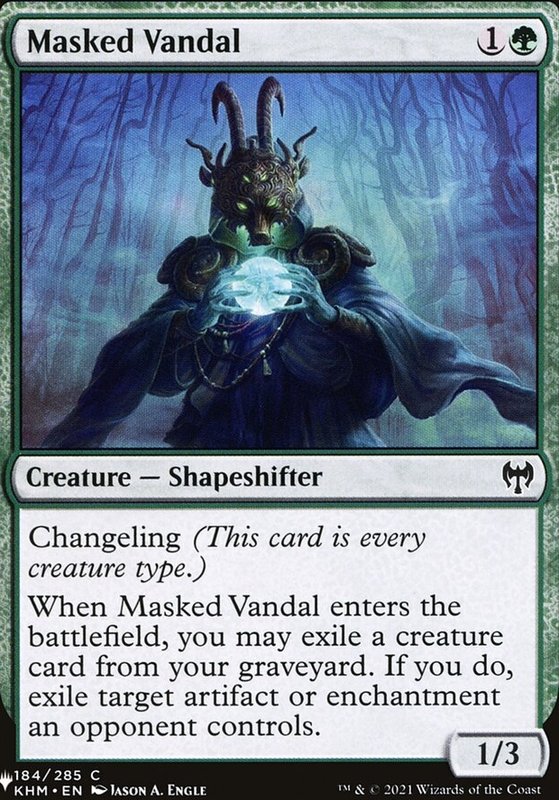 Masked Vandal 1
Creature — Shapeshifter
Changeling (This card is every
creature type.)
When Masked Vandal enters the
battlefield, you may exile a creature
card from your graveyard. If you do,
exile target artifact or enchantment
an opponent controls.
1/3
184/285 C
KHM • EN Jason A. Engle
™ & © 2021 Wizards of the Coast